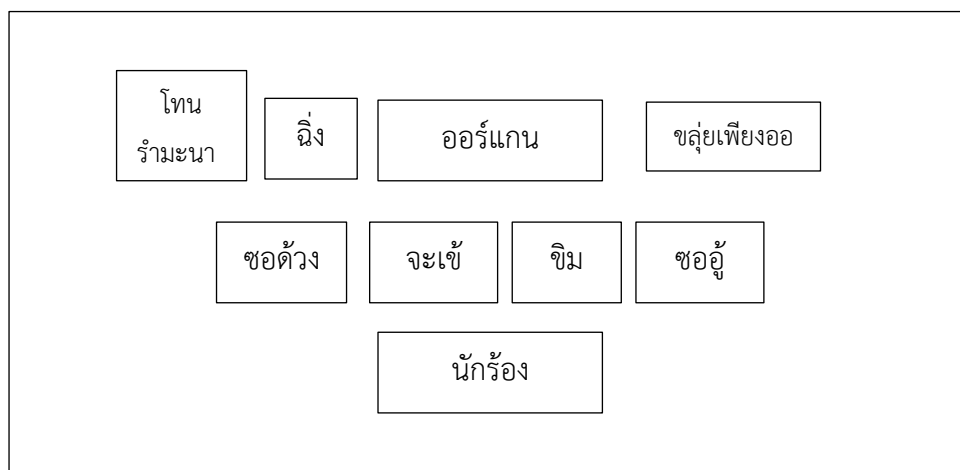 โทน
รำมะนา
ฉิ่ง
ออร์แกน
ขลุ่ยเพียงออ
ซอด้วง
จะเข้
ขิม
ซออู้
นักร้อง